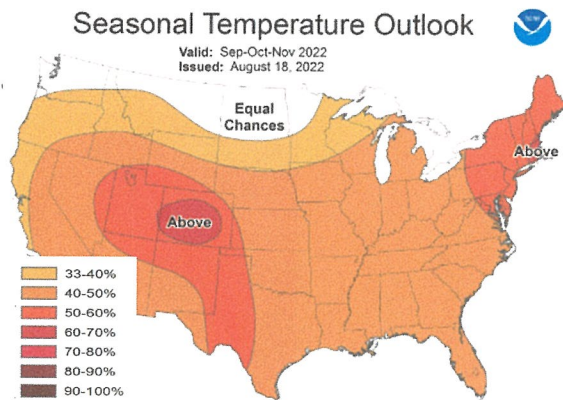 Seasonal Temperature Outlook
Valid: Sep-Oct-Nov 2022
Issued: August 18, 2022
Equal
Chances
Above
Above
33-40%
40-50%
50-60%
60-70%
70-80%
80-90%
90-100%